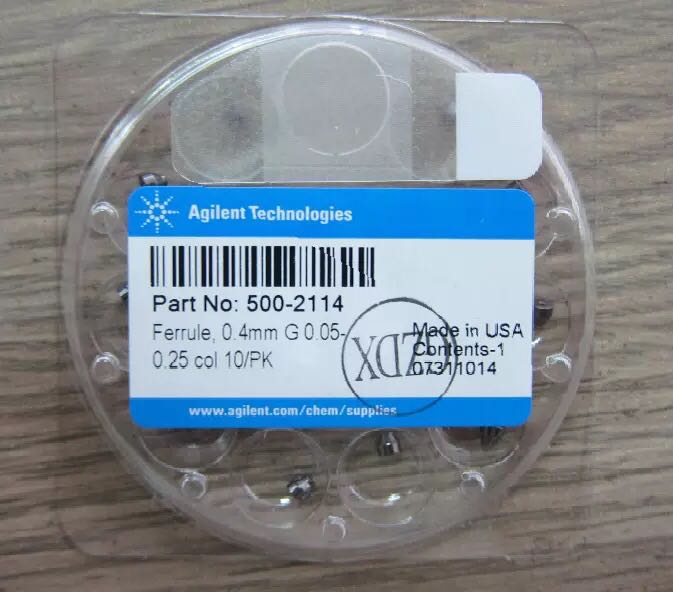 Agilent Technologies
Part No: 500-2114
Ferrule, 0.4mm G 0.05-
0.25 col 10/PK
Made in USA
Contents-1
07311014
www.agilent.com/chem/supplies